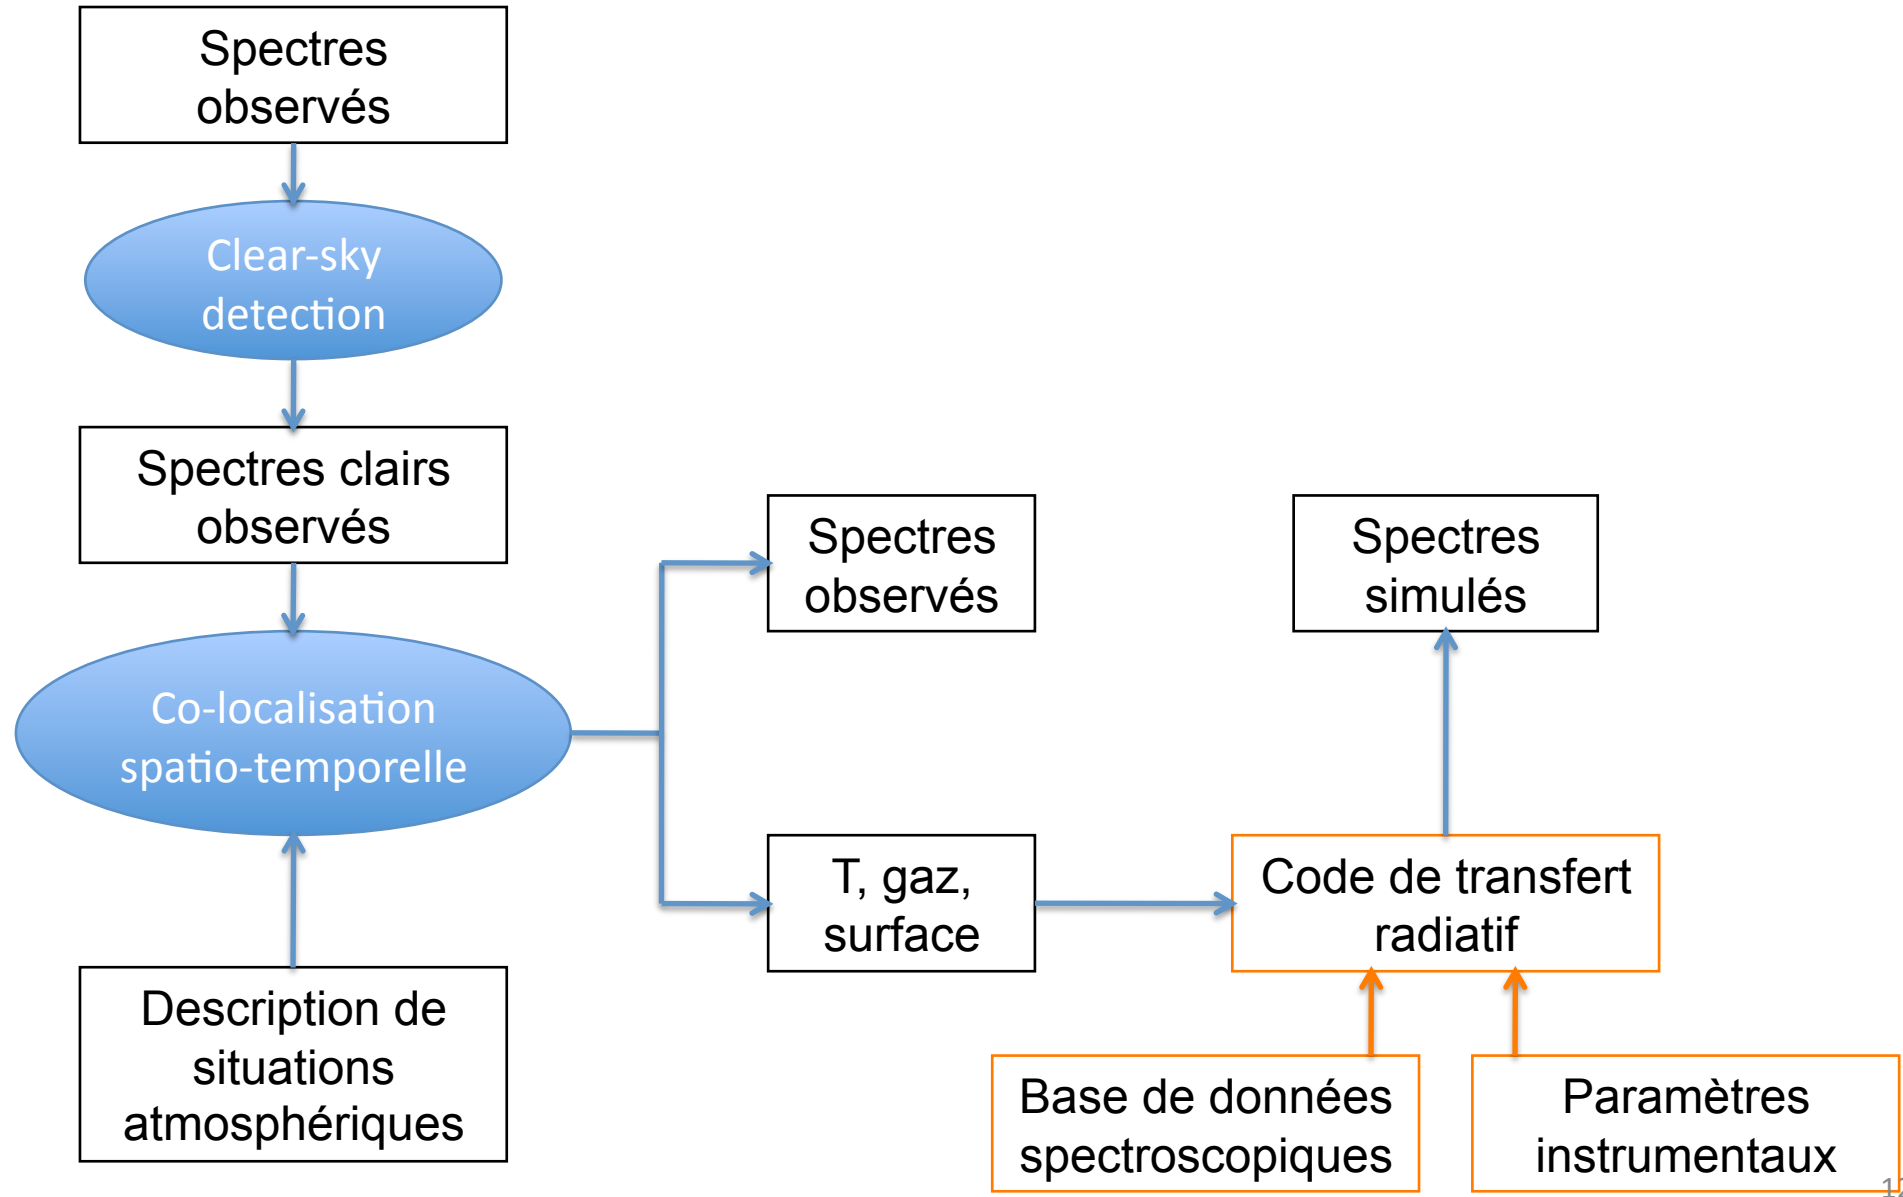 Spectres
observés
Clear-sky
detection
Spectres clairs
observés
Spectres
observés
Spectres
simulés
Co-localisation
spatio-temporelle
T, gaz,
surface
Code de transfert
radiatif
Description de
situations
atmosphériques
Base de données
spectroscopiques
Paramètres
instrumentaux